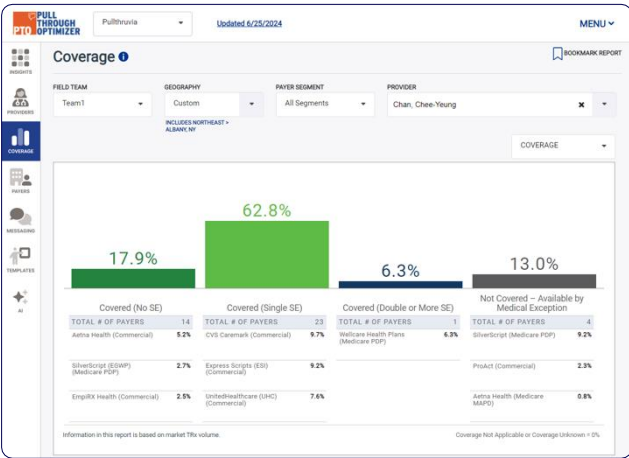 PULL
THROUGH
PTO OPTIMIZER
Pullthruvia
Updated 6/25/2024
MENU
INSIGHTS
PROVIDERS
COVERAGE
PAYERS
MESSAGING
TEMPLATES
AI
Coverage
BOOKMARK REPORT
FIELD TEAM
Team1
GEOGRAPHY
Custom
INCLUDES NORTHEAST >
ALBANY, NY
PAYER SEGMENT
All Segments
PROVIDER
Chan, Chee-Yeung
COVERAGE
17.9%
62.8%
6.3%
13.0%
Covered (No SE)
TOTAL # OF PAYERS 14
Aetna Health (Commercial) 5.2%
SilverScript (EGWP)
(Medicare PDP) 2.7%
EmpiRX Health (Commercial) 2.5%
Covered (Single SE)
TOTAL # OF PAYERS 23
CVS Caremark (Commercial) 9.7%
Express Scripts (ESI)
(Commercial) 9.2%
UnitedHealthcare (UHC)
(Commercial) 7.6%
Covered (Double or More SE)
TOTAL # OF PAYERS 1
Wellcare Health Plans
(Medicare PDP) 6.3%
Not Covered – Available by
Medical Exception
TOTAL # OF PAYERS 4
SilverScript (Medicare PDP) 9.2%
ProAct (Commercial) 2.3%
Aetna Health (Medicare
MAPD) 0.8%
Information in this report is based on market TRx volume.
Coverage Not Applicable or Coverage Unknown = 0%